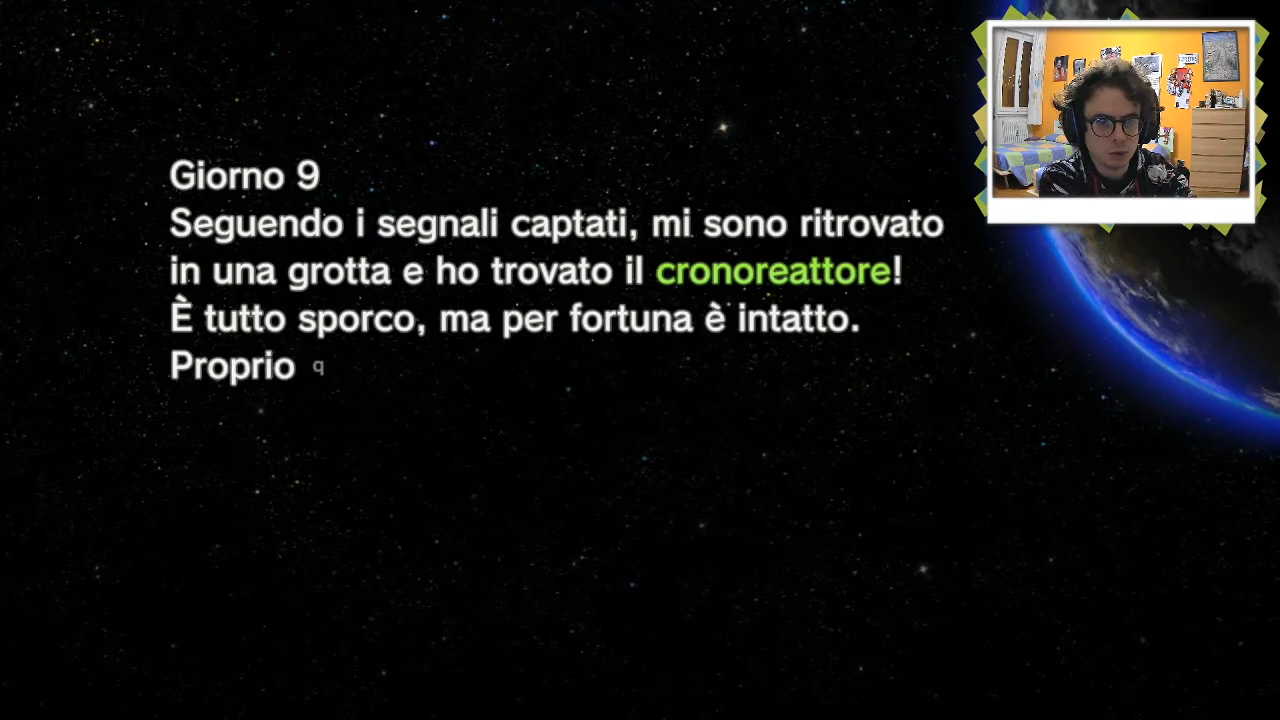 Giorno 9
Seguendo i segnali captati, mi sono ritrovato
in una grotta e ho trovato il cronoreattore!
È tutto sporco, ma per fortuna è intatto.
Proprio q